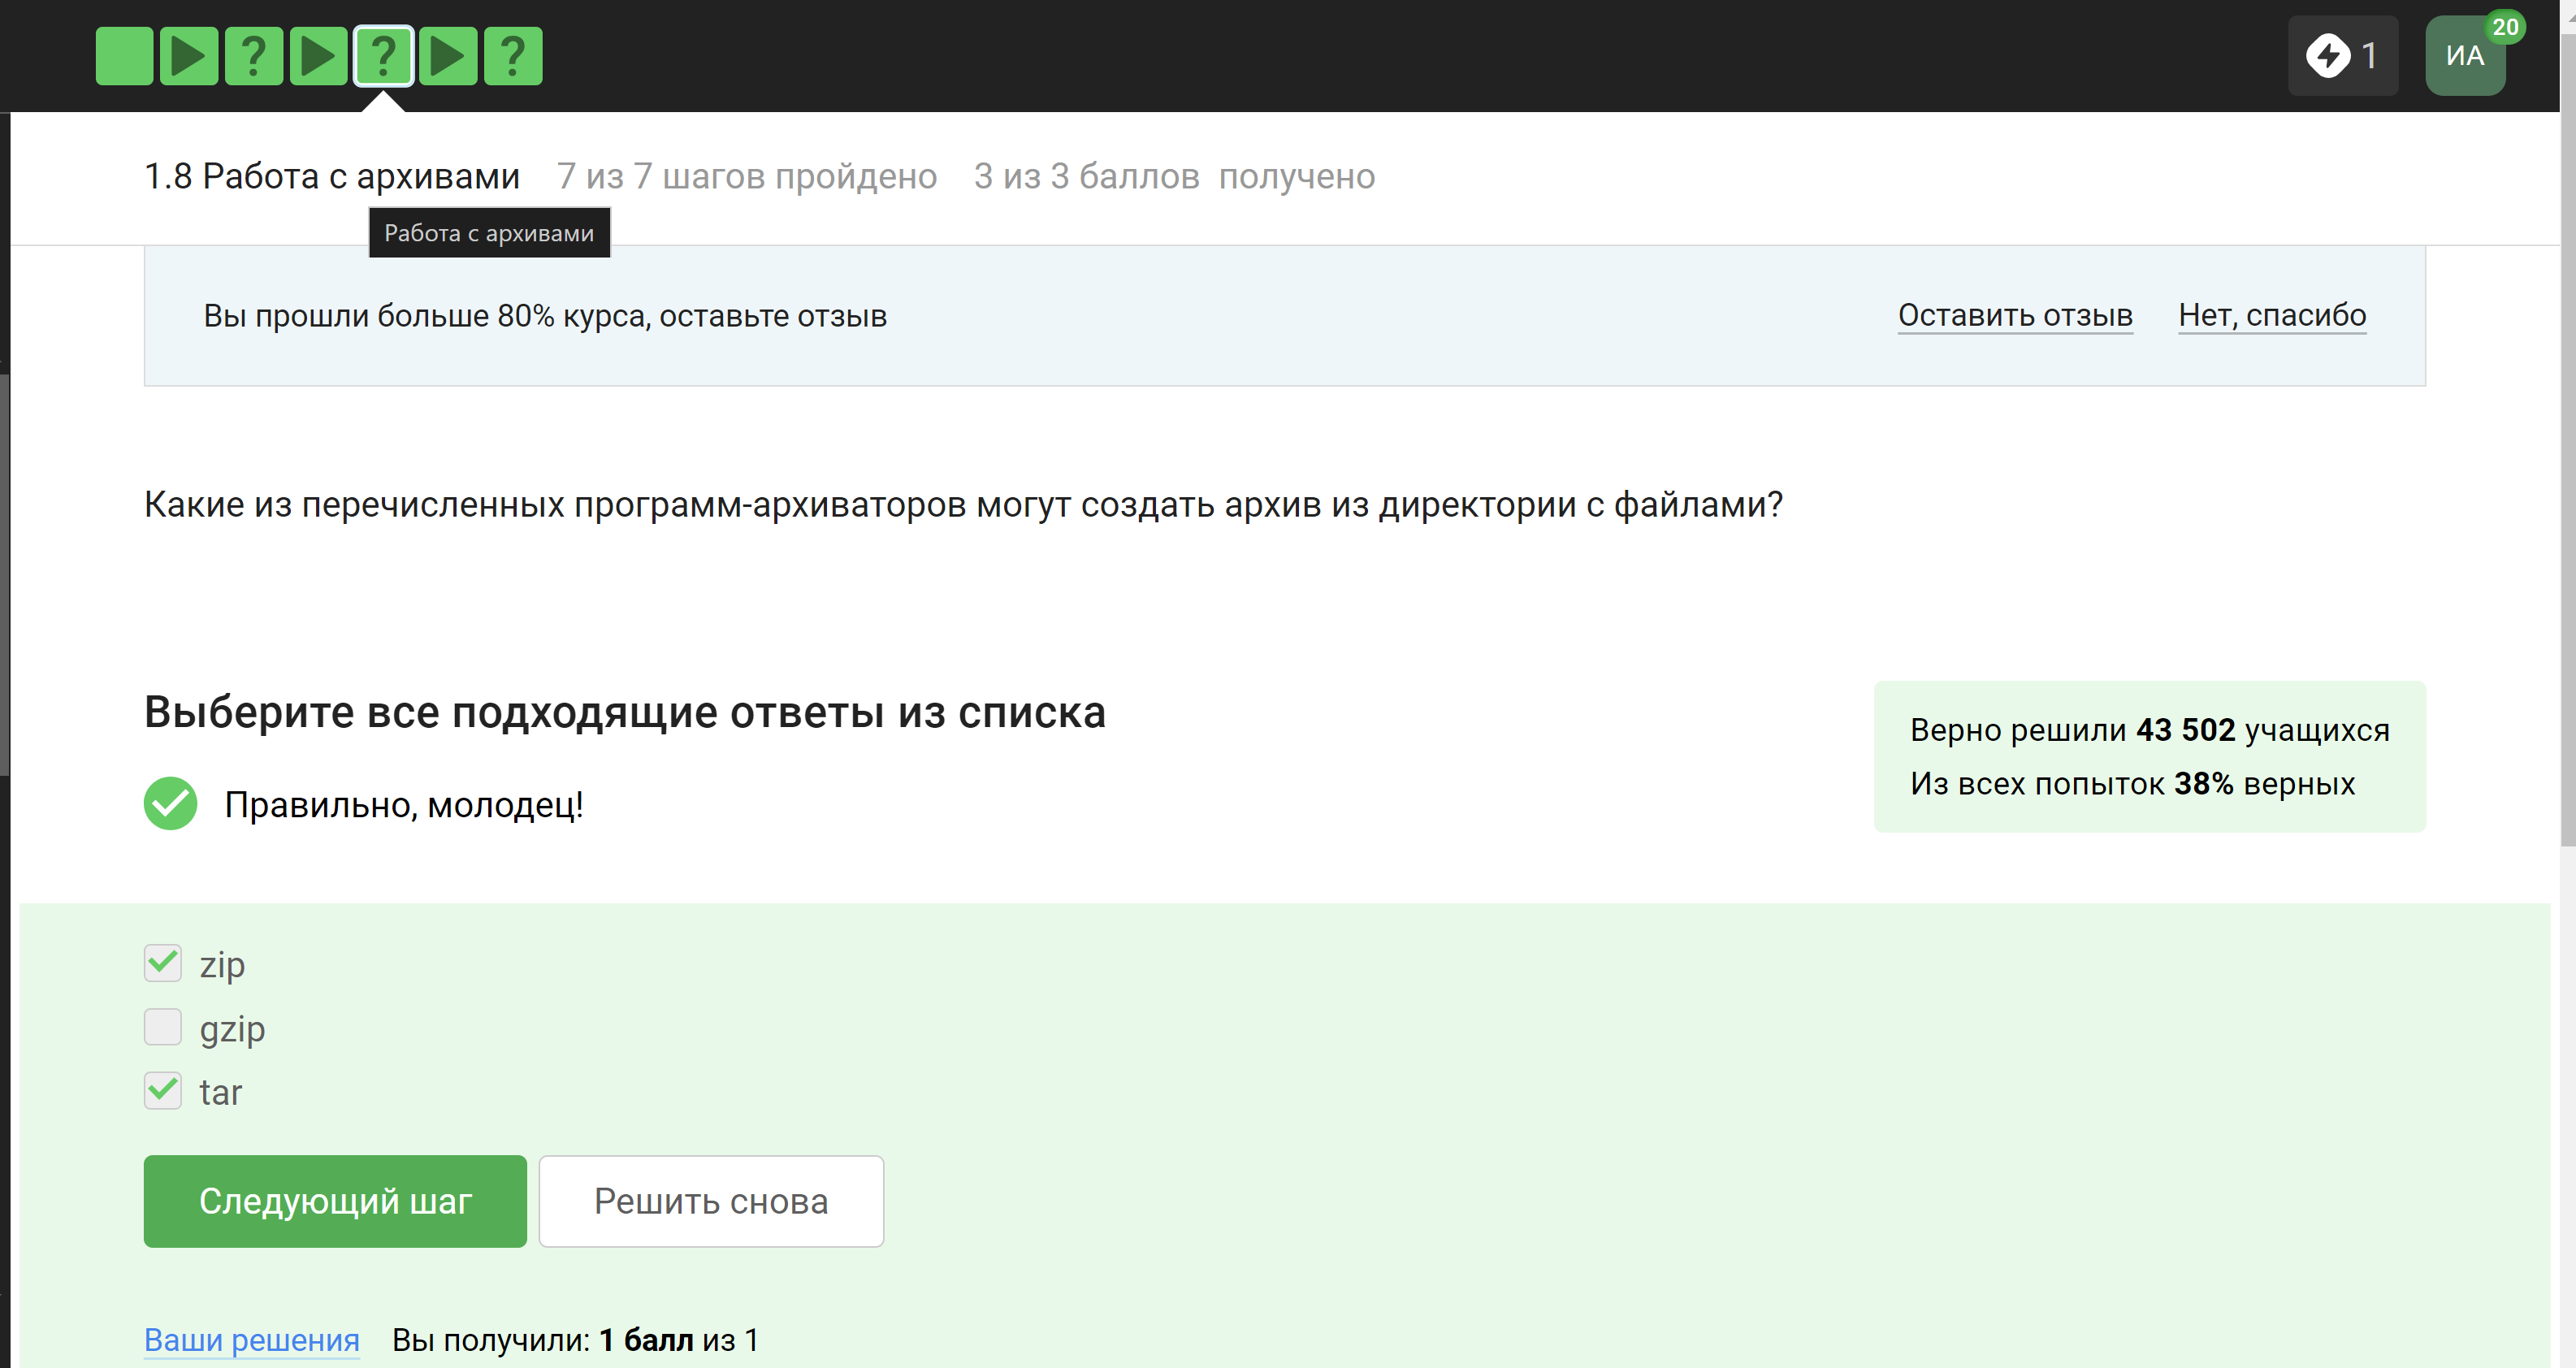 ? ? ?
1
ИА
20
1.8 Работа с архивами 7 из 7 шагов пройдено 3 из 3 баллов получено
Работа с архивами
Вы прошли больше 80% курса, оставьте отзыв
Оставить отзыв Нет, спасибо
Какие из перечисленных программ-архиваторов могут создать архив из директории с файлами?
Выберите все подходящие ответы из списка
Верно решили 43 502 учащихся
Из всех попыток 38% верных
Правильно, молодец!
zip
gzip
tar
Следующий шаг Решить снова
Ваши решения Вы получили: 1 балл из 1